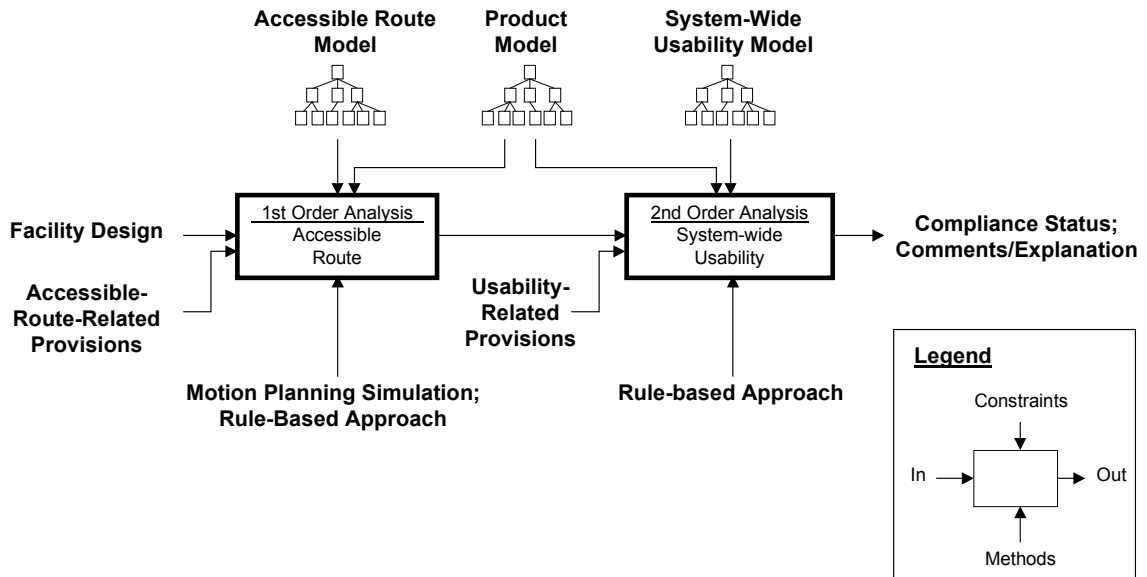 Accessible Route
Model
Product
Model
System-Wide
Usability Model
1st Order Analysis
Accessible
Route
2nd Order Analysis
System-wide
Usability
Facility Design
Accessible-
Route-Related
Provisions
Usability-
Related
Provisions
Compliance Status;
Comments/Explanation
Motion Planning Simulation;
Rule-Based Approach
Rule-based Approach
Legend
Constraints
In
Out
Methods